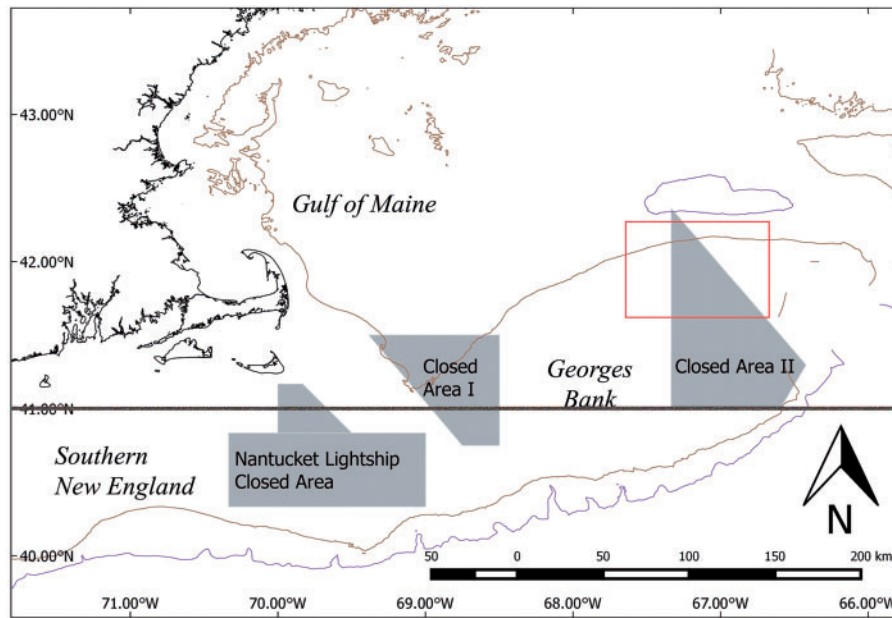 43.00°N
Gulf of Maine
42.00°N
Closed
Area I
Georges
Bank
Closed Area II
41.00°N
Southern
New England
Nantucket Lightship
Closed Area
N
40.00°N
50 0 50 100 150 200 km
71.00°W 70.00°W 69.00°W 68.00°W 67.00°W 66.00°W